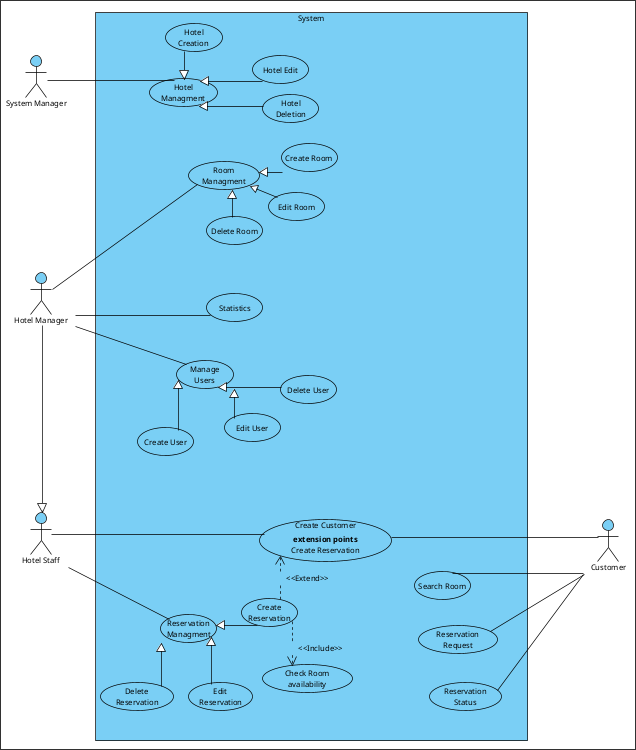 System
Hotel
Creation
Hotel Edit
System Manager
Hotel
Managment
Hotel
Deletion
Create Room
Room
Managment
Edit Room
Delete Room
Statistics
Hotel Manager
Manage
Users
Delete User
Edit User
Create User
Create Customer
extension points
Create Reservation
Hotel Staff
Customer
<<Extend>>
Search Room
Create
Reservation
Reservation
Managment
Reservation
Request
<<Include>>
Check Room
availability
Delete
Reservation
Edit
Reservation
Reservation
Status